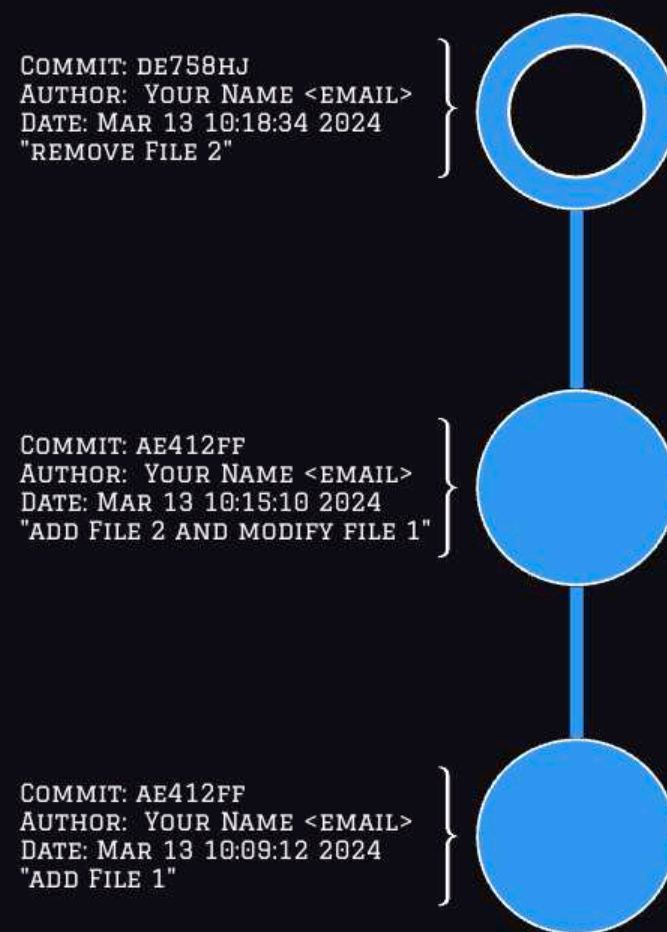 Commit: de758hj
Author: Your Name <email>
Date: Mar 13 10:18:34 2024
"remove File 2"
Commit: ae412ff
Author: Your Name <email>
Date: Mar 13 10:15:10 2024
"add File 2 and modify file 1"
Commit: ae412ff
Author: Your Name <email>
Date: Mar 13 10:09:12 2024
"add File 1"